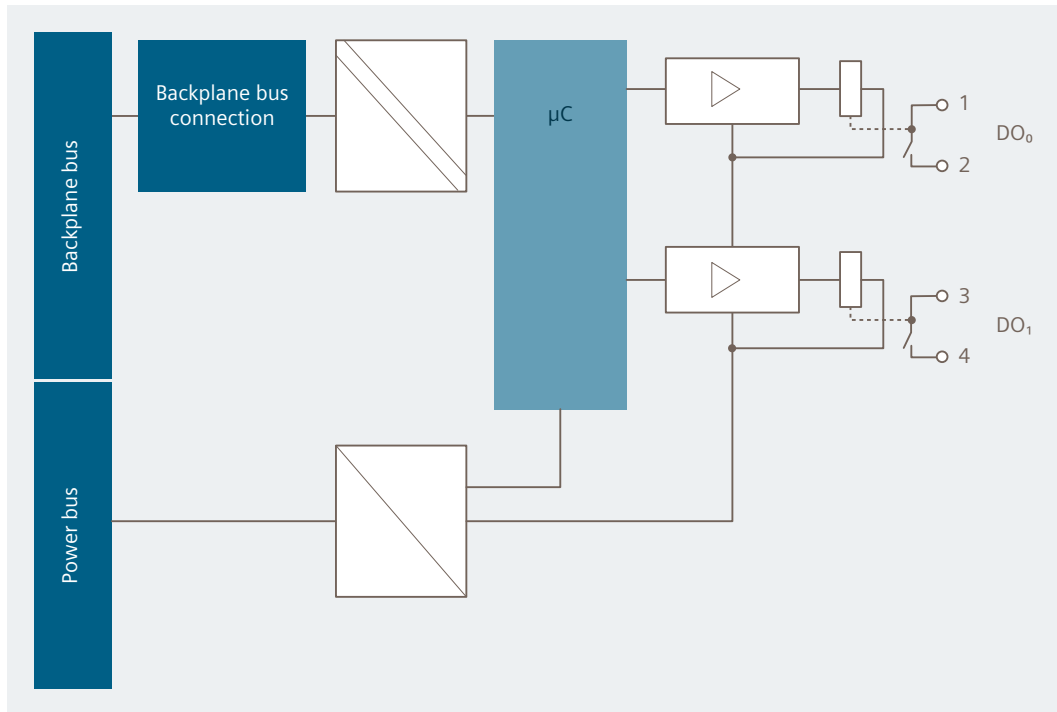 Backplane bus
Backplane bus
connection
µC
1
DO₀
2
3
DO₁
4
Power bus